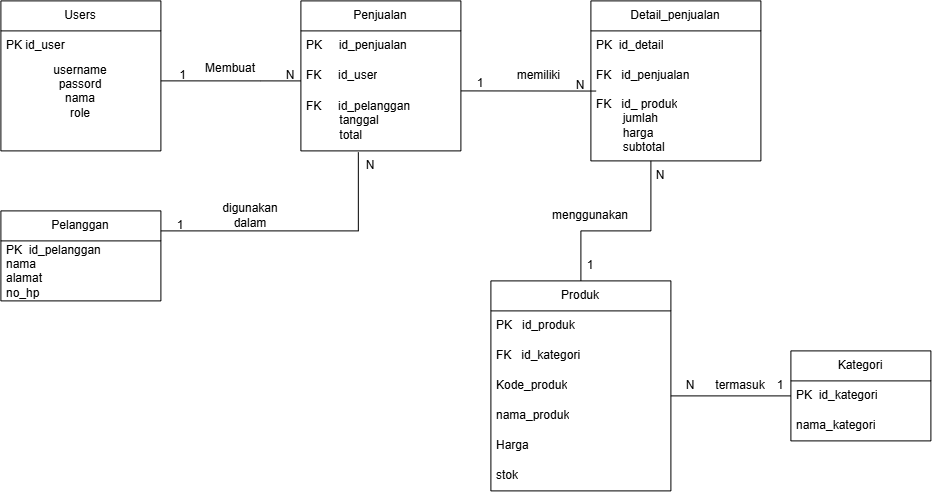 Users
PK id_user
username
passord
nama
role
1
Membuat
N
Penjualan
PK id_penjualan
FK id_user
FK id_pelanggan
tanggal
total
1
memiliki
N
Detail_penjualan
PK id_detail
FK id_penjualan
FK id_ produk
jumlah
harga
subtotal
N
N
Pelanggan
PK id_pelanggan
nama
alamat
no_hp
1
digunakan
dalam
menggunakan
1
Produk
PK id_produk
FK id_kategori
Kode_produk
nama_produk
Harga
stok
N
termasuk
1
Kategori
PK id_kategori
nama_kategori